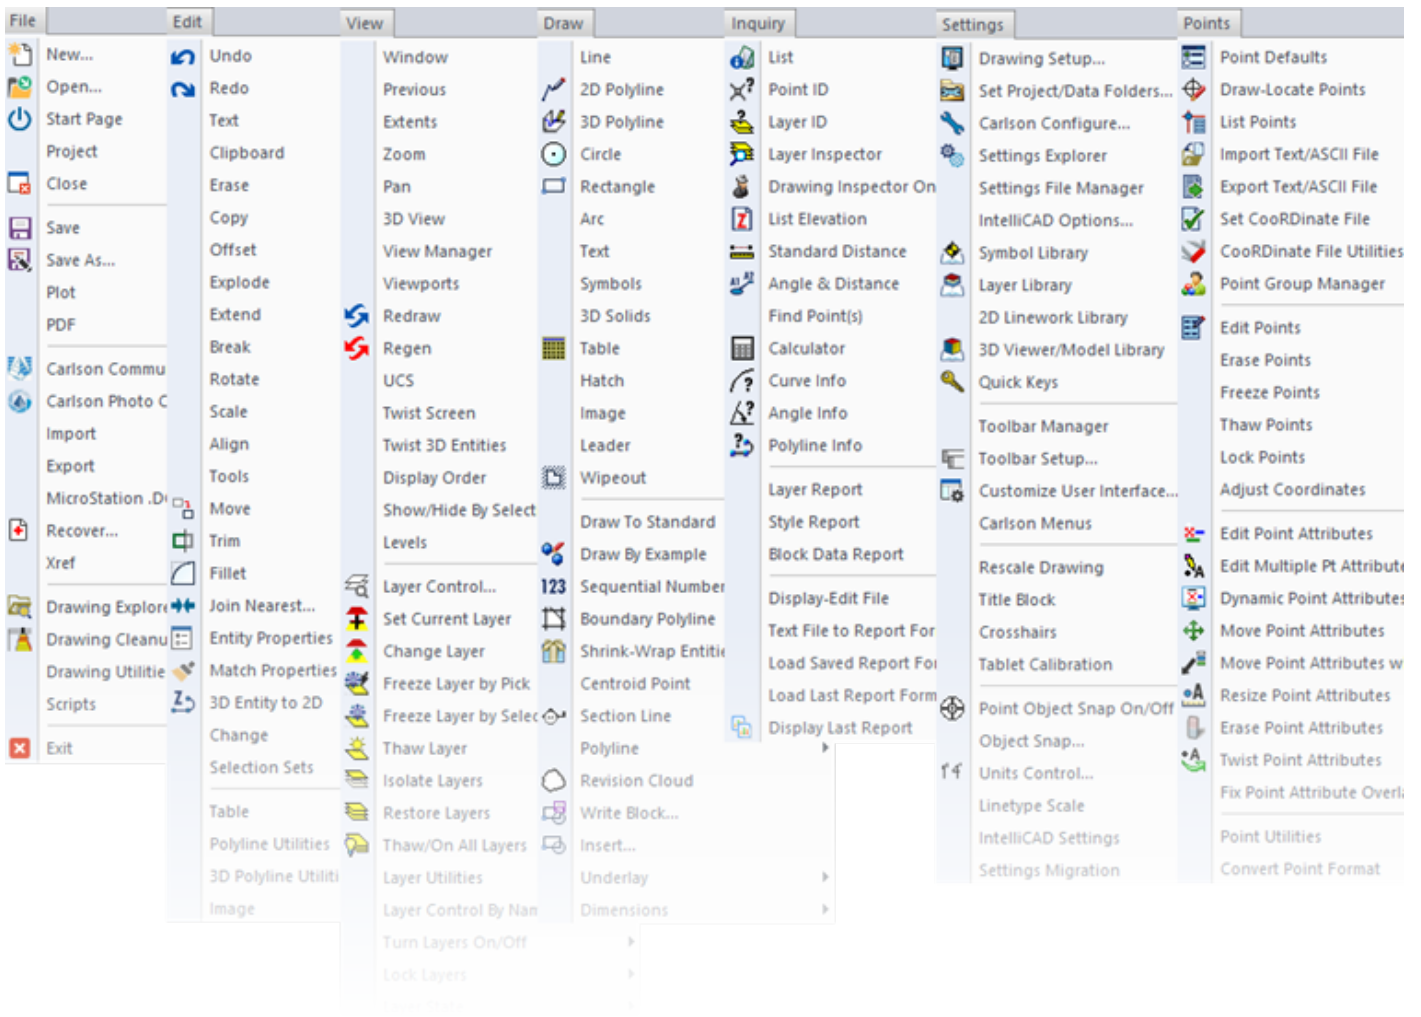 File
New...
Open...
Start Page
Project
Close
Save
Save As...
Plot
PDF
Carlson Commu
Carlson Photo C
Import
Export
MicroStation .D
Recover...
Xref
Drawing Explore
Drawing Cleanu
Drawing Utilitie
Scripts
Exit
Edit
Undo
Redo
Text
Clipboard
Erase
Copy
Offset
Explode
Extend
Break
Rotate
Scale
Align
Tools
Move
Trim
Fillet
Join Nearest...
Entity Properties
Match Properties
3D Entity to 2D
Change
Selection Sets
Table
Polyline Utilities
3D Polyline Utiliti
Image
View
Window
Previous
Extents
Zoom
Pan
3D View
View Manager
Viewports
Redraw
Regen
UCS
Twist Screen
Twist 3D Entities
Display Order
Show/Hide By Select
Levels
Layer Control...
Set Current Layer
Change Layer
Freeze Layer by Pick
Freeze Layer by Selec
Thaw Layer
Isolate Layers
Restore Layers
Thaw/On All Layers
Layer Utilities
Layer Control By Nam
Turn Layers On/Off
Lock Layers
Draw
Line
2D Polyline
3D Polyline
Circle
Rectangle
Arc
Text
Symbols
3D Solids
Table
Hatch
Image
Leader
Wipeout
Draw To Standard
Draw By Example
123 Sequential Number
Boundary Polyline
Shrink-Wrap Entitie
Centroid Point
Section Line
Polyline
Revision Cloud
Write Block...
Insert...
Underlay
Dimensions
Inquiry
List
Point ID
Layer ID
Layer Inspector
Drawing Inspector On
List Elevation
Standard Distance
Angle & Distance
Find Point(s)
Calculator
Curve Info
Angle Info
Polyline Info
Layer Report
Style Report
Block Data Report
Display-Edit File
Text File to Report For
Load Saved Report For
Load Last Report Form
Display Last Report
Settings
Drawing Setup...
Set Project/Data Folders...
Carlson Configure...
Settings Explorer
Settings File Manager
IntelliCAD Options...
Symbol Library
Layer Library
2D Linework Library
3D Viewer/Model Library
Quick Keys
Toolbar Manager
Toolbar Setup...
Customize User Interface...
Carlson Menus
Rescale Drawing
Title Block
Crosshairs
Tablet Calibration
Point Object Snap On/Off
Object Snap...
Units Control...
Linetype Scale
IntelliCAD Settings
Settings Migration
Points
Point Defaults
Draw-Locate Points
List Points
Import Text/ASCII File
Export Text/ASCII File
Set CooRDinate File
CooRDinate File Utilities
Point Group Manager
Edit Points
Erase Points
Freeze Points
Thaw Points
Lock Points
Adjust Coordinates
Edit Point Attributes
Edit Multiple Pt Attribute
Dynamic Point Attributes
Move Point Attributes
Move Point Attributes w
Resize Point Attributes
Erase Point Attributes
Twist Point Attributes
Fix Point Attribute Overla
Point Utilities
Convert Point Format